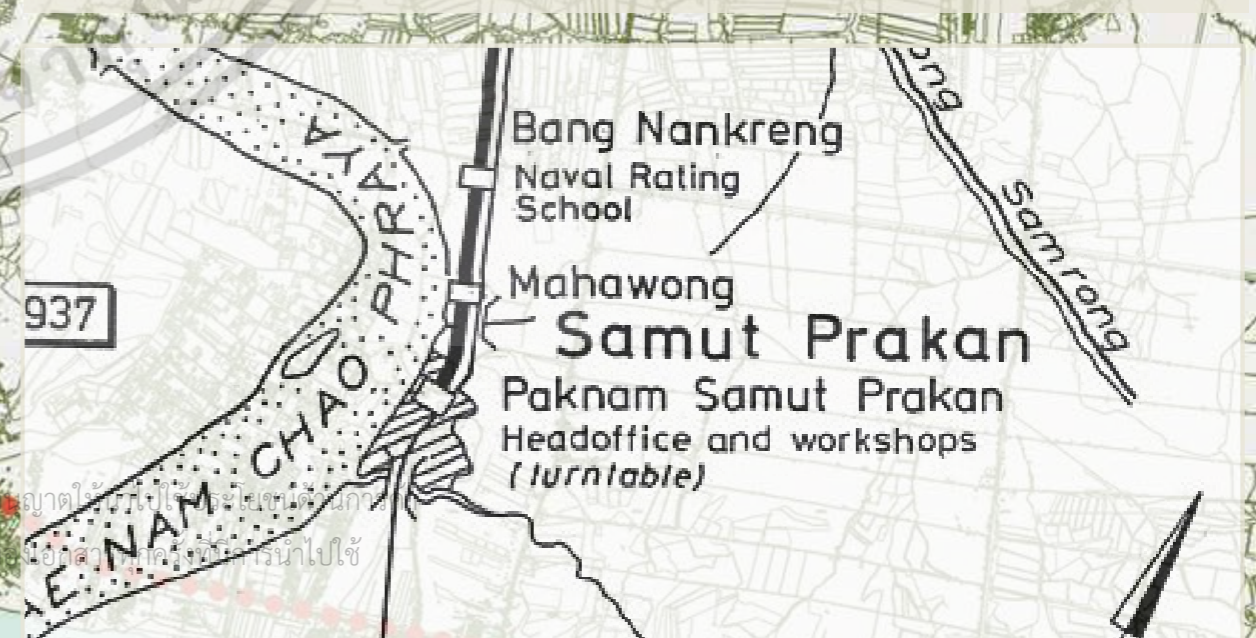 ong
Samrong
Bang Nankreng
Naval Rating
School
937
Mahawong
Samut Prakan
Paknam Samut Prakan
Headoffice and workshops
(turntable)
E NAM CHAO PHRAYA